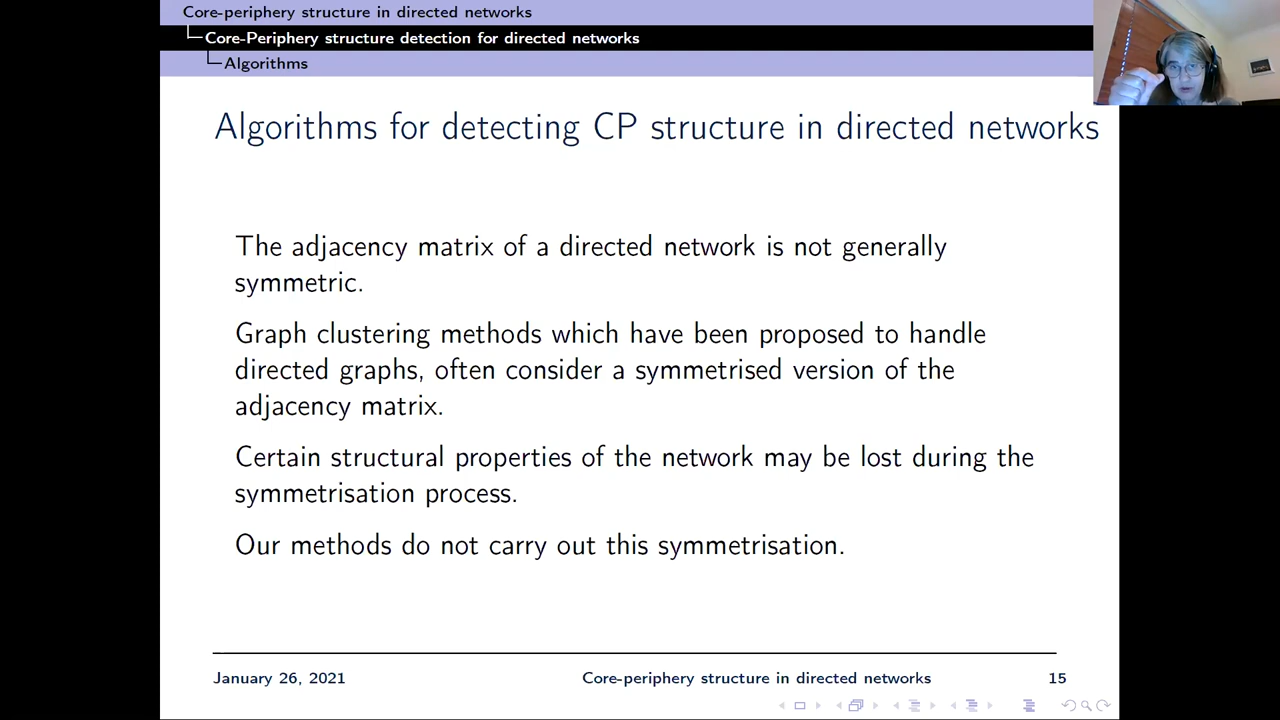 Core-periphery structure in directed networks
Core-Periphery structure detection for directed networks
Algorithms
Algorithms for detecting CP structure in directed networks
The adjacency matrix of a directed network is not generally
symmetric.
Graph clustering methods which have been proposed to handle
directed graphs, often consider a symmetrised version of the
adjacency matrix.
Certain structural properties of the network may be lost during the
symmetrisation process.
Our methods do not carry out this symmetrisation.
January 26, 2021
Core-periphery structure in directed networks
15